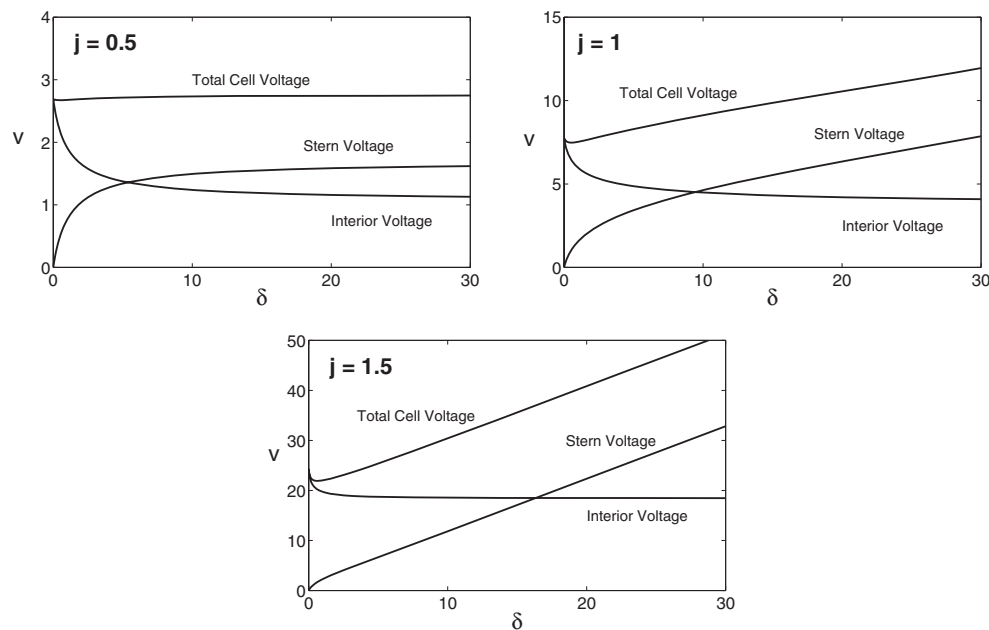 j = 0.5
4
3
2
1
0
v
Total Cell Voltage
Stern Voltage
Interior Voltage
0
10
20
30
δ
j = 1
15
10
5
0
v
Total Cell Voltage
Stern Voltage
Interior Voltage
0
10
20
30
δ
j = 1.5
50
40
30
20
10
0
v
Total Cell Voltage
Stern Voltage
Interior Voltage
0
10
20
30
δ